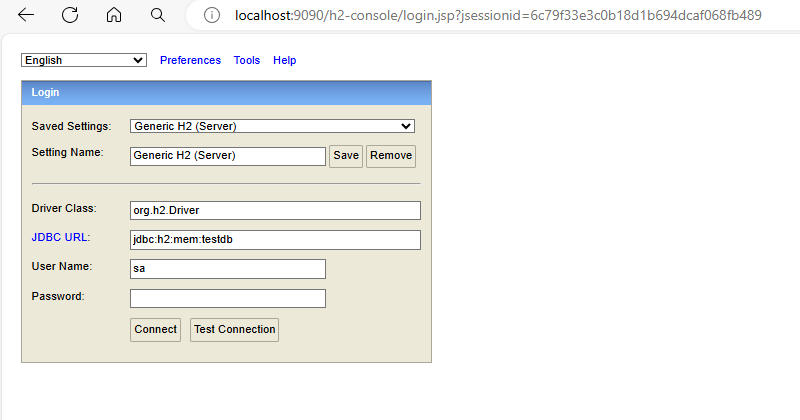 localhost:9090/h2-console/login.jsp?jsessionid=6c79f33e3c0b18d1b694dcaf068fb489
English Preferences Tools Help
Login
Saved Settings: Generic H2 (Server)
Setting Name: Generic H2 (Server) Save Remove
Driver Class: org.h2.Driver
JDBC URL: jdbc:h2:mem:testdb
User Name: sa
Password:
Connect Test Connection